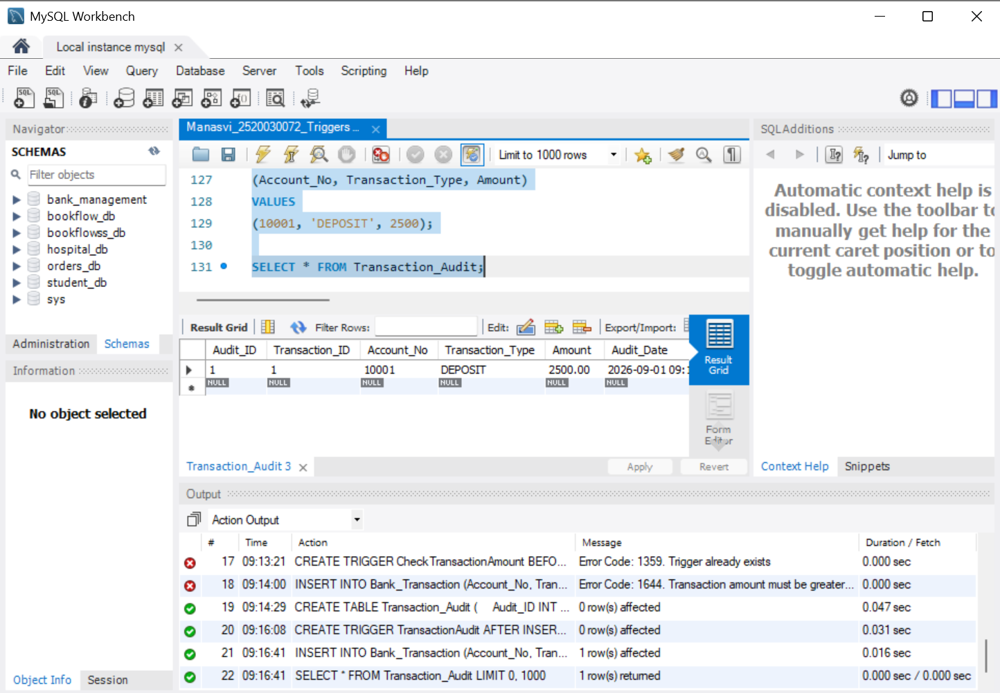 MySQL Workbench
Local instance mysql
File Edit View Query Database Server Tools Scripting Help
Navigator
SCHEMAS
Filter objects
bank_management
bookflow_db
bookflowss_db
hospital_db
orders_db
student_db
sys
Administration Schemas
Information
No object selected
Object Info Session
Manasvi_2520030072_Triggers ...
Limit to 1000 rows
127 (Account_No, Transaction_Type, Amount)
128 VALUES
129 (10001, 'DEPOSIT', 2500);
130
131 SELECT * FROM Transaction_Audit;
Result Grid Filter Rows: Edit: Export/Import:
Audit_ID Transaction_ID Account_No Transaction_Type Amount Audit_Date
1 1 10001 DEPOSIT 2500.00 2026-09-01 09:1
NULL NULL NULL NULL NULL NULL
Result
Grid
Form
Editor
Transaction_Audit 3 Apply Revert
SQLAdditions
Jump to
Automatic context help is
disabled. Use the toolbar to
manually get help for the
current caret position or to
toggle automatic help.
Context Help Snippets
Output
Action Output
# Time Action Message Duration / Fetch
17 09:13:21 CREATE TRIGGER CheckTransactionAmount BEFO... Error Code: 1359. Trigger already exists 0.000 sec
18 09:14:00 INSERT INTO Bank_Transaction (Account_No, Tran... Error Code: 1644. Transaction amount must be greater... 0.000 sec
19 09:14:29 CREATE TABLE Transaction_Audit ( Audit_ID INT ... 0 row(s) affected 0.047 sec
20 09:16:08 CREATE TRIGGER TransactionAudit AFTER INSER... 0 row(s) affected 0.031 sec
21 09:16:41 INSERT INTO Bank_Transaction (Account_No, Tran... 1 row(s) affected 0.016 sec
22 09:16:41 SELECT * FROM Transaction_Audit LIMIT 0, 1000 1 row(s) returned 0.000 sec / 0.000 sec